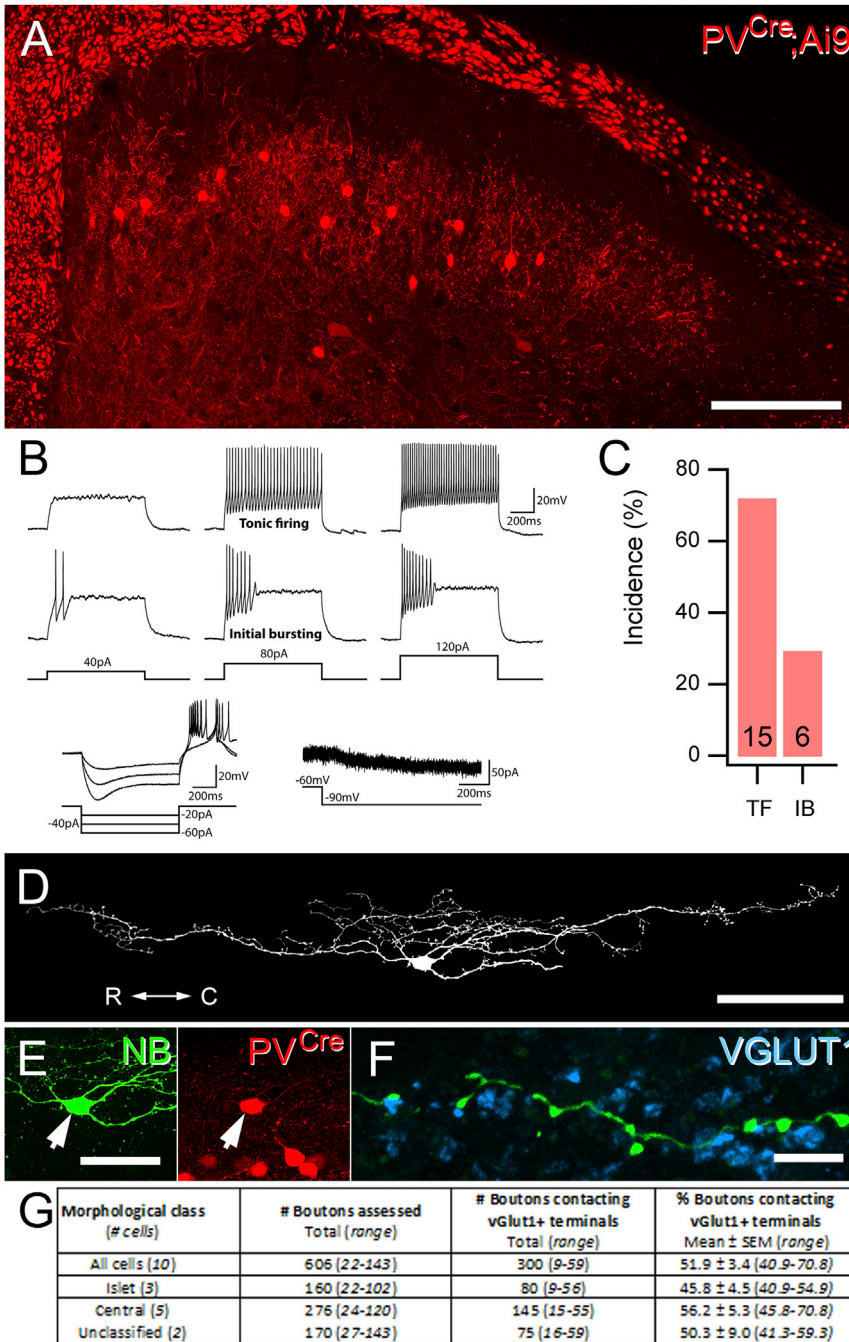 A
PV^Cre;Ai9
B
Tonic firing
20mV
200ms
Initial bursting
40pA
80pA
120pA
20mV
200ms
-40pA
-20pA
-60pA
-60mV
-90mV
50pA
200ms
C
Incidence (%)
80
60
40
20
0
15
6
TF
IB
D
R
C
E
NB
PV^Cre
F
VGLUT1
G
Morphological class (# cells) | # Boutons assessed Total (range) | # Boutons contacting vGlut1+ terminals Total (range) | % Boutons contacting vGlut1+ terminals Mean ± SEM (range)
All cells (10) | 606 (22-143) | 300 (9-59) | 51.9 ± 3.4 (40.9-70.8)
Islet (3) | 160 (22-102) | 80 (9-56) | 45.8 ± 4.5 (40.9-54.9)
Central (5) | 276 (24-120) | 145 (15-55) | 56.2 ± 5.3 (45.8-70.8)
Unclassified (2) | 170 (27-143) | 75 (16-59) | 50.3 ± 9.0 (41.3-59.3)